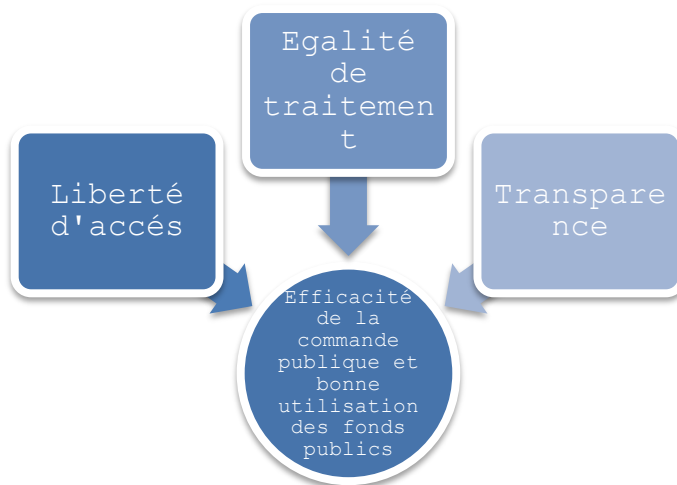 Egalité
de
traitemen
t
Liberté
d'accés
Transpare
nce
Efficacité
de la
commande
publique et
bonne
utilisation
des fonds
publics